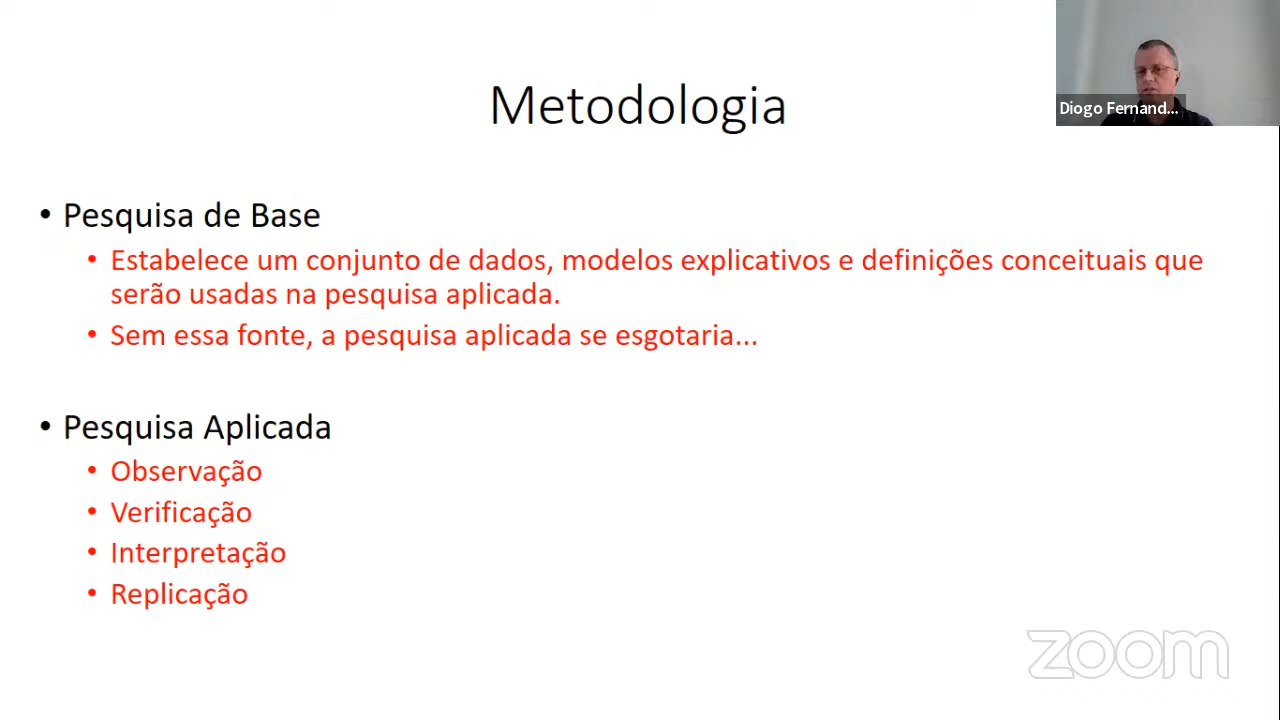 Metodologia
Diogo Fernand...
• Pesquisa de Base
• Estabelece um conjunto de dados, modelos explicativos e definições conceituais que
serão usadas na pesquisa aplicada.
• Sem essa fonte, a pesquisa aplicada se esgotaria...
• Pesquisa Aplicada
• Observação
• Verificação
• Interpretação
• Replicação
zoom